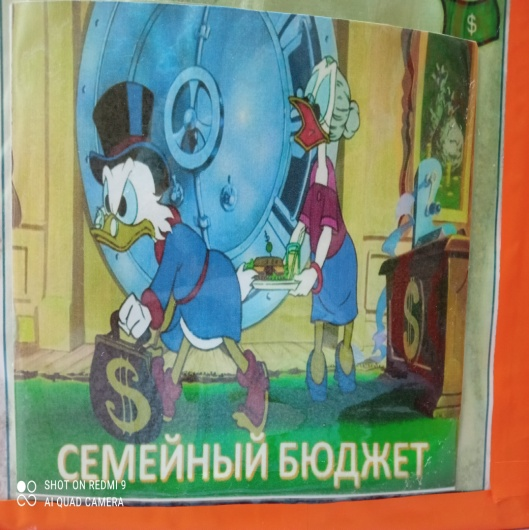 $
$
$
СЕМЕЙНЫЙ БЮДЖЕТ
SHOT ON REDMI 9
AI QUAD CAMERA